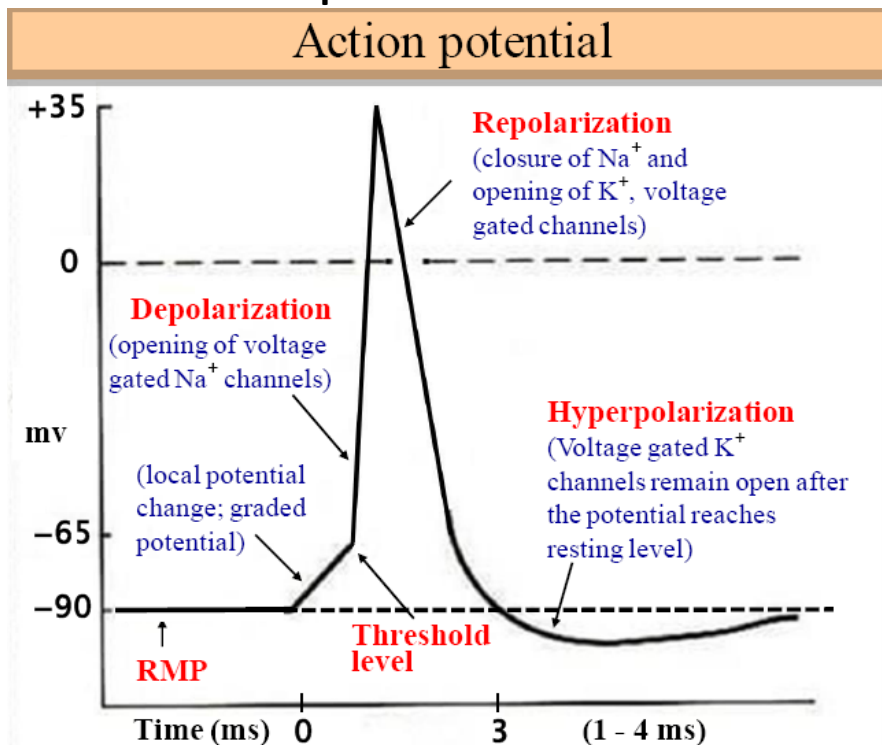 Action potential
+35
Repolarization
(closure of Na+ and
opening of K+, voltage
gated channels)
0
Depolarization
(opening of voltage
gated Na+ channels)
mv
Hyperpolarization
(Voltage gated K+
channels remain open after
the potential reaches
resting level)
(local potential
change; graded
potential)
−65
−90
Threshold
level
RMP
Time (ms) 0 3 (1 - 4 ms)